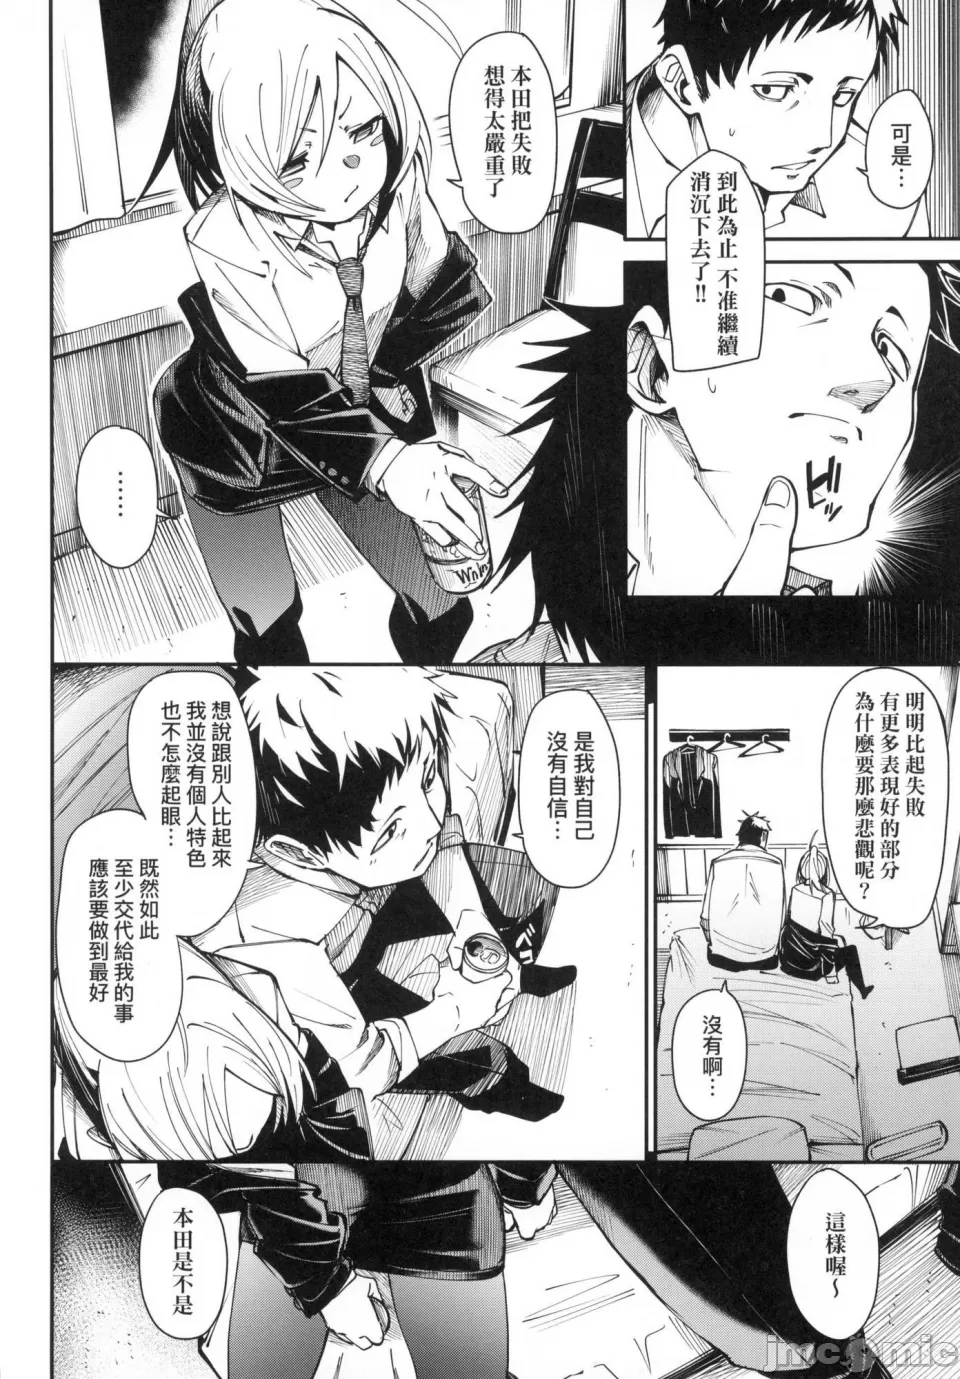 可是…
到此為止 不准繼續
消沉下去了!!
ビッ
本田把失敗
想得太嚴重了
……
Wnin
明明比起失敗
有更多表現好的部分
為什麼要那麼悲觀呢？
沒有啊…
是我對自己
沒有自信…
想說跟別人比起來
我並沒有個人特色
也不怎麼起眼…
既然如此
至少交代給我的事
應該要做到最好
這樣喔～
本田是不是
jmcomic